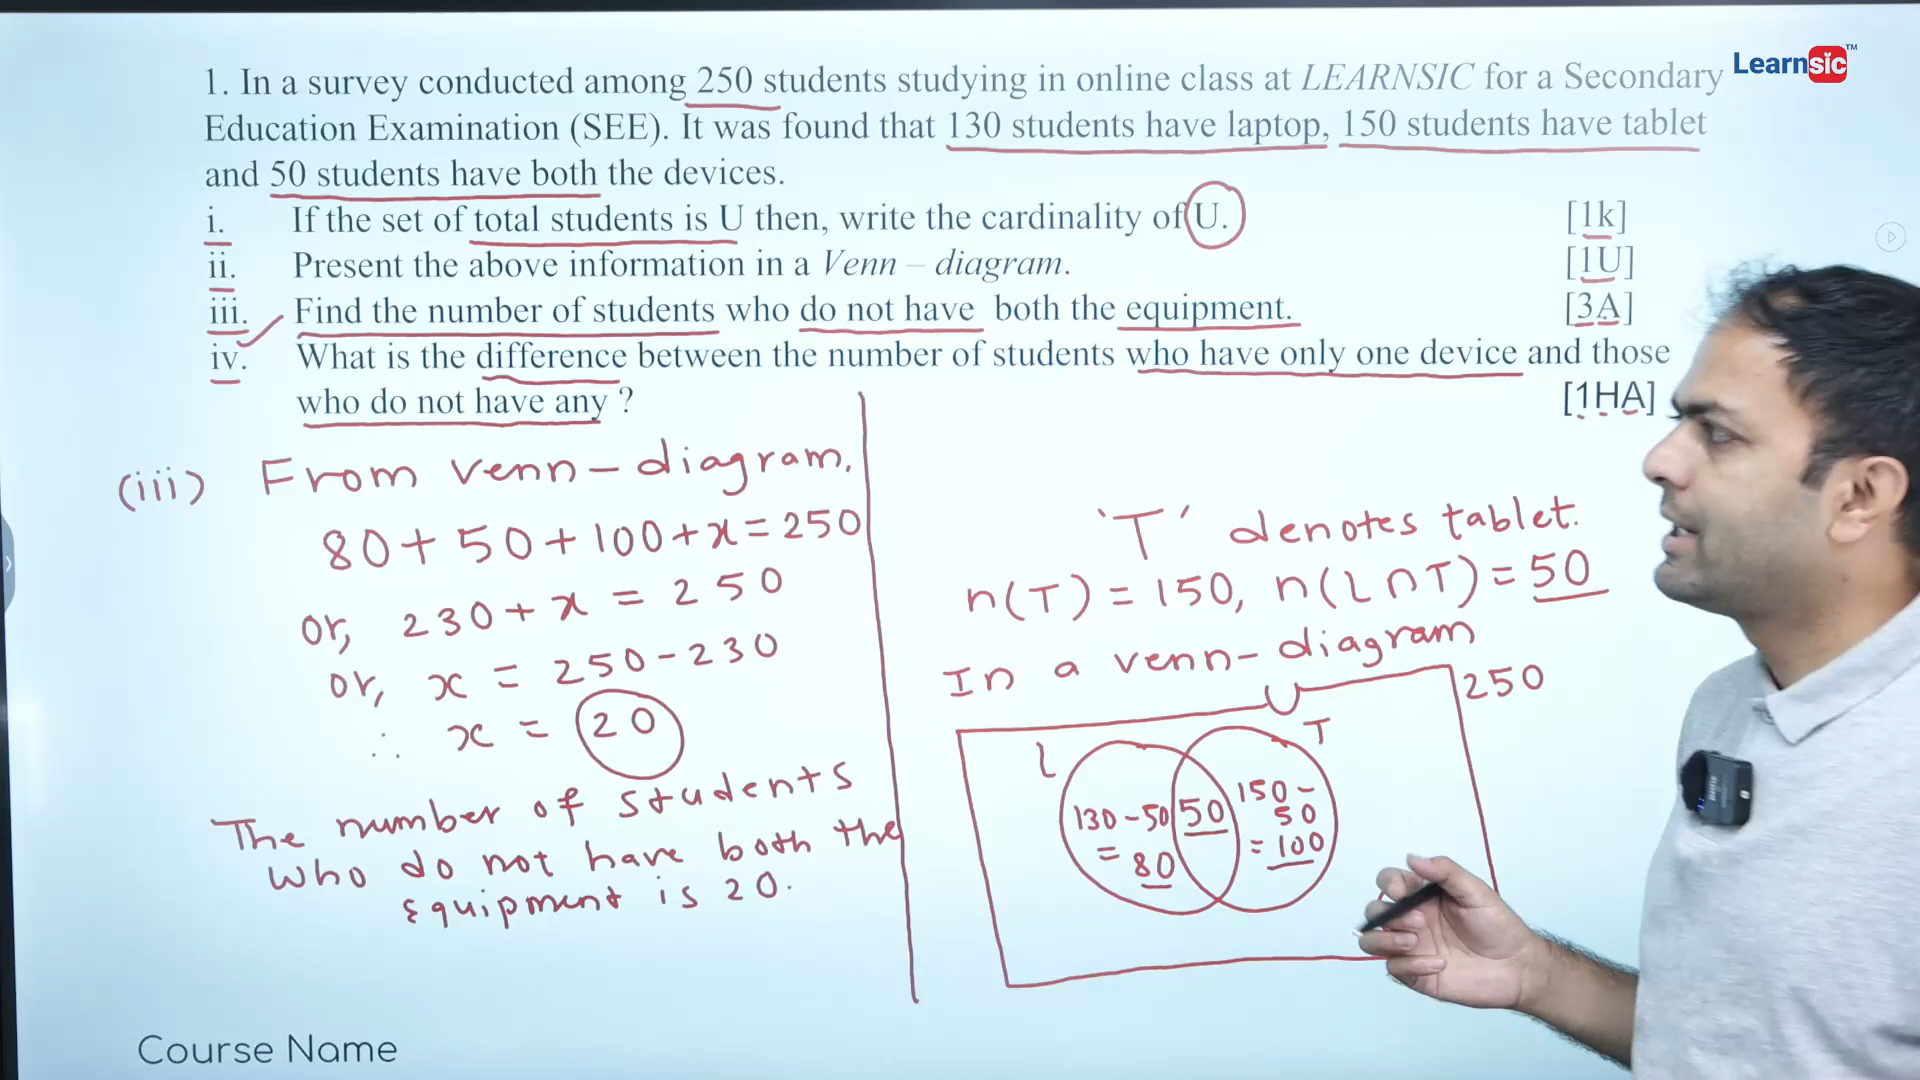 Learnsic™
1. In a survey conducted among 250 students studying in online class at LEARNSIC for a Secondary
Education Examination (SEE). It was found that 130 students have laptop, 150 students have tablet
and 50 students have both the devices.
i. If the set of total students is U then, write the cardinality of U. [1k]
ii. Present the above information in a Venn – diagram. [1U]
iii. Find the number of students who do not have both the equipment. [3A]
iv. What is the difference between the number of students who have only one device and those
who do not have any ? [1HA]
(iii) From venn-diagram,
80 + 50 + 100 + x = 250
or, 230 + x = 250
or, x = 250 - 230
∴ x = 20
The number of students
who do not have both the
equipment is 20.
'T' denotes tablet.
n(T) = 150, n(L∩T) = 50
In a venn-diagram
U 250
L T
130 - 50
= 80
50
150 -
50
= 100
Course Name